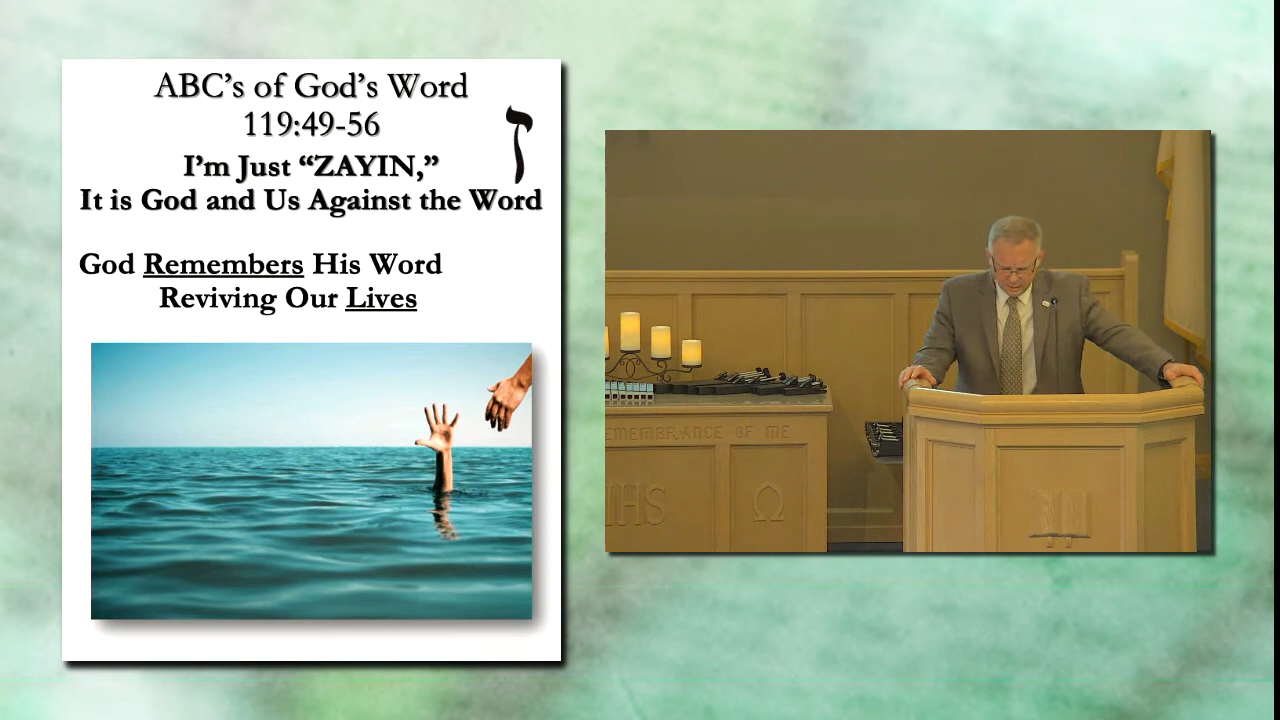 ABC’s of God’s Word
119:49-56
ז
I’m Just “ZAYIN,”
It is God and Us Against the Word
God Remembers His Word
Reviving Our Lives
EMEMBRANCE OF ME
IHS
Ω